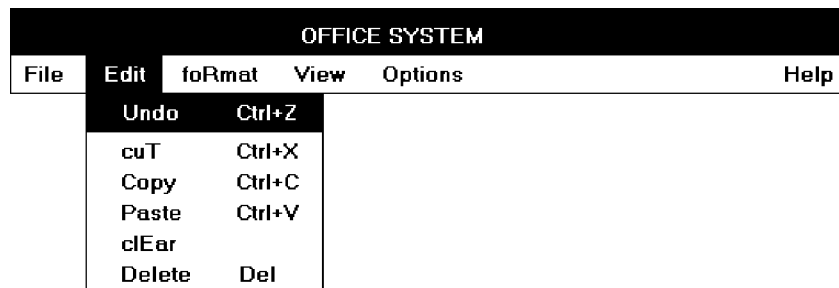 OFFICE SYSTEM
File Edit foRmat View Options Help
Undo Ctrl+Z
cuT Ctrl+X
Copy Ctrl+C
Paste Ctrl+V
clEar
Delete Del